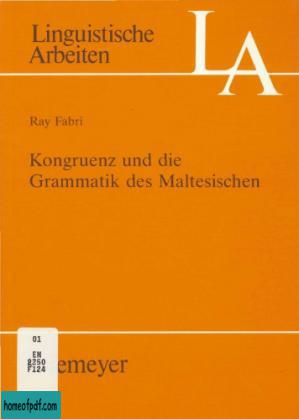 Linguistische
Arbeiten
LA
Ray Fabri
Kongruenz und die
Grammatik des Maltesischen
01
EN
8250
F124
emeyer
homeofpdf.com